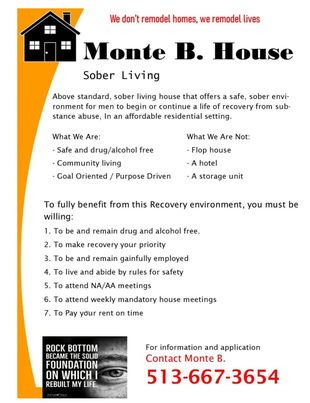 We don't remodel homes, we remodel lives
Monte B. House
Sober Living
Above standard, sober living house that offers a safe, sober envi-
ronment for men to begin or continue a life of recovery from sub-
stance abuse, In an affordable residential setting.
What We Are:
- Safe and drug/alcohol free
- Community living
- Goal Oriented / Purpose Driven
What We Are Not:
- Flop house
- A hotel
- A storage unit
To fully benefit from this Recovery environment, you must be
willing:
1. To be and remain drug and alcohol free,
2. To make recovery your priority
3. To be and remain gainfully employed
4. To live and abide by rules for safety
5. To attend NA/AA meetings
6. To attend weekly mandatory house meetings
7. To Pay your rent on time
ROCK BOTTOM
BECAME THE SOLID
FOUNDATION
ON WHICH I
REBUILT MY LIFE.
For information and application
Contact Monte B.
513-667-3654